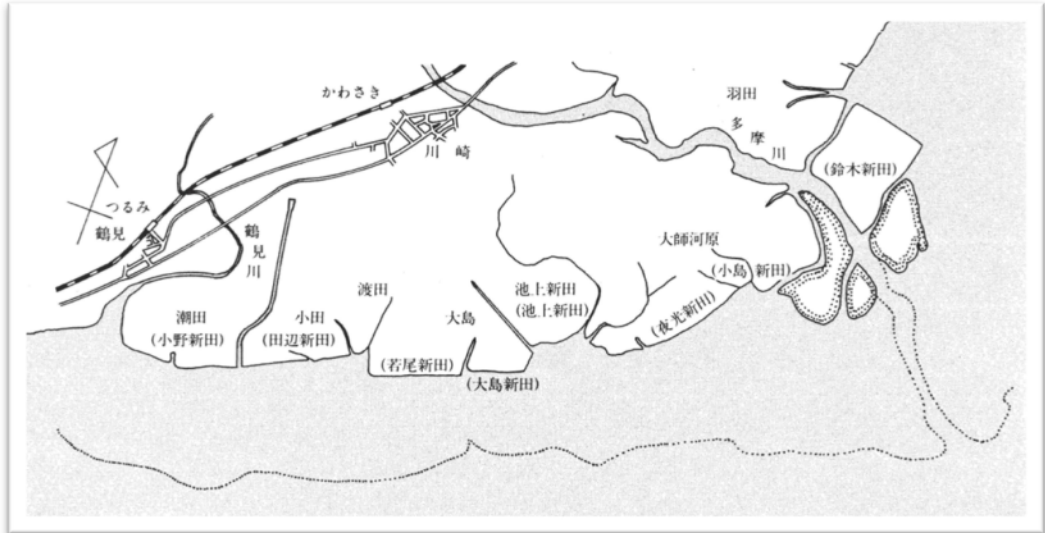 かわさき
川崎
つるみ
鶴見
鶴見川
羽田
多摩川
(鈴木新田)
大師河原
(小島新田)
(夜光新田)
池上新田
(池上新田)
大島
(大島新田)
渡田
(若尾新田)
小田
(田辺新田)
潮田
(小野新田)